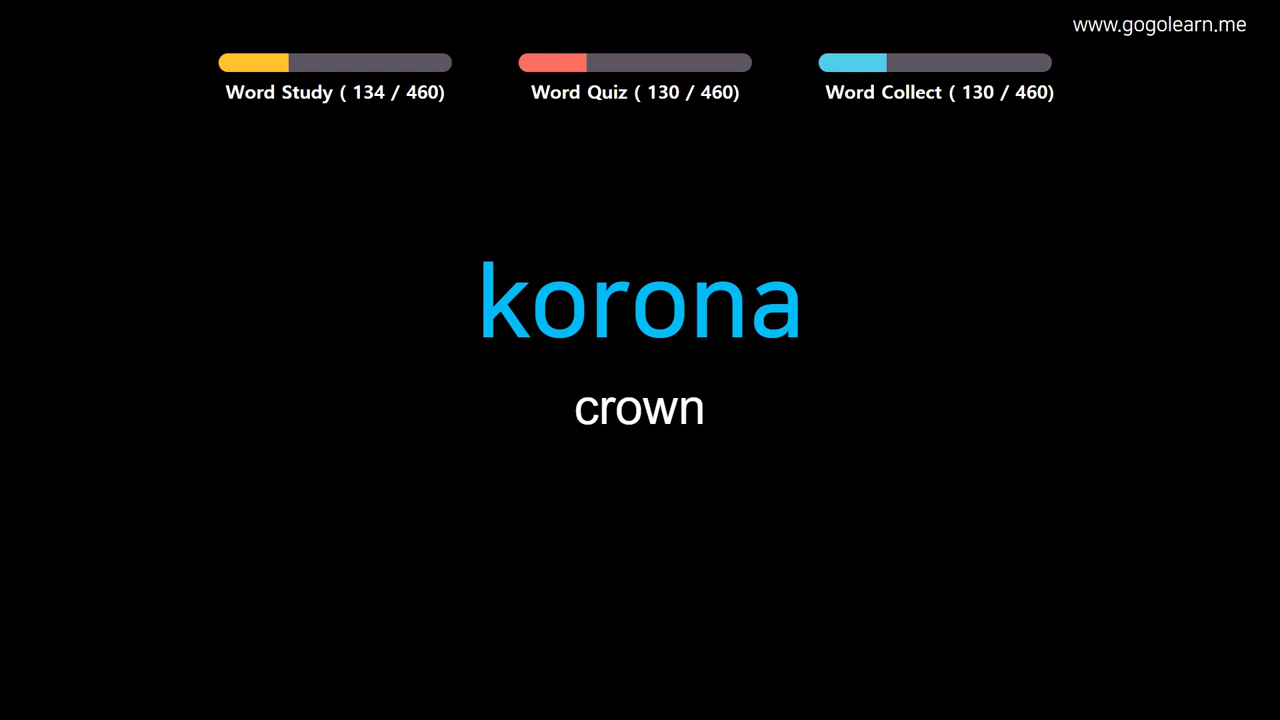 www.gogolearn.me
Word Study ( 134 / 460)
Word Quiz ( 130 / 460)
Word Collect ( 130 / 460)
korona
crown